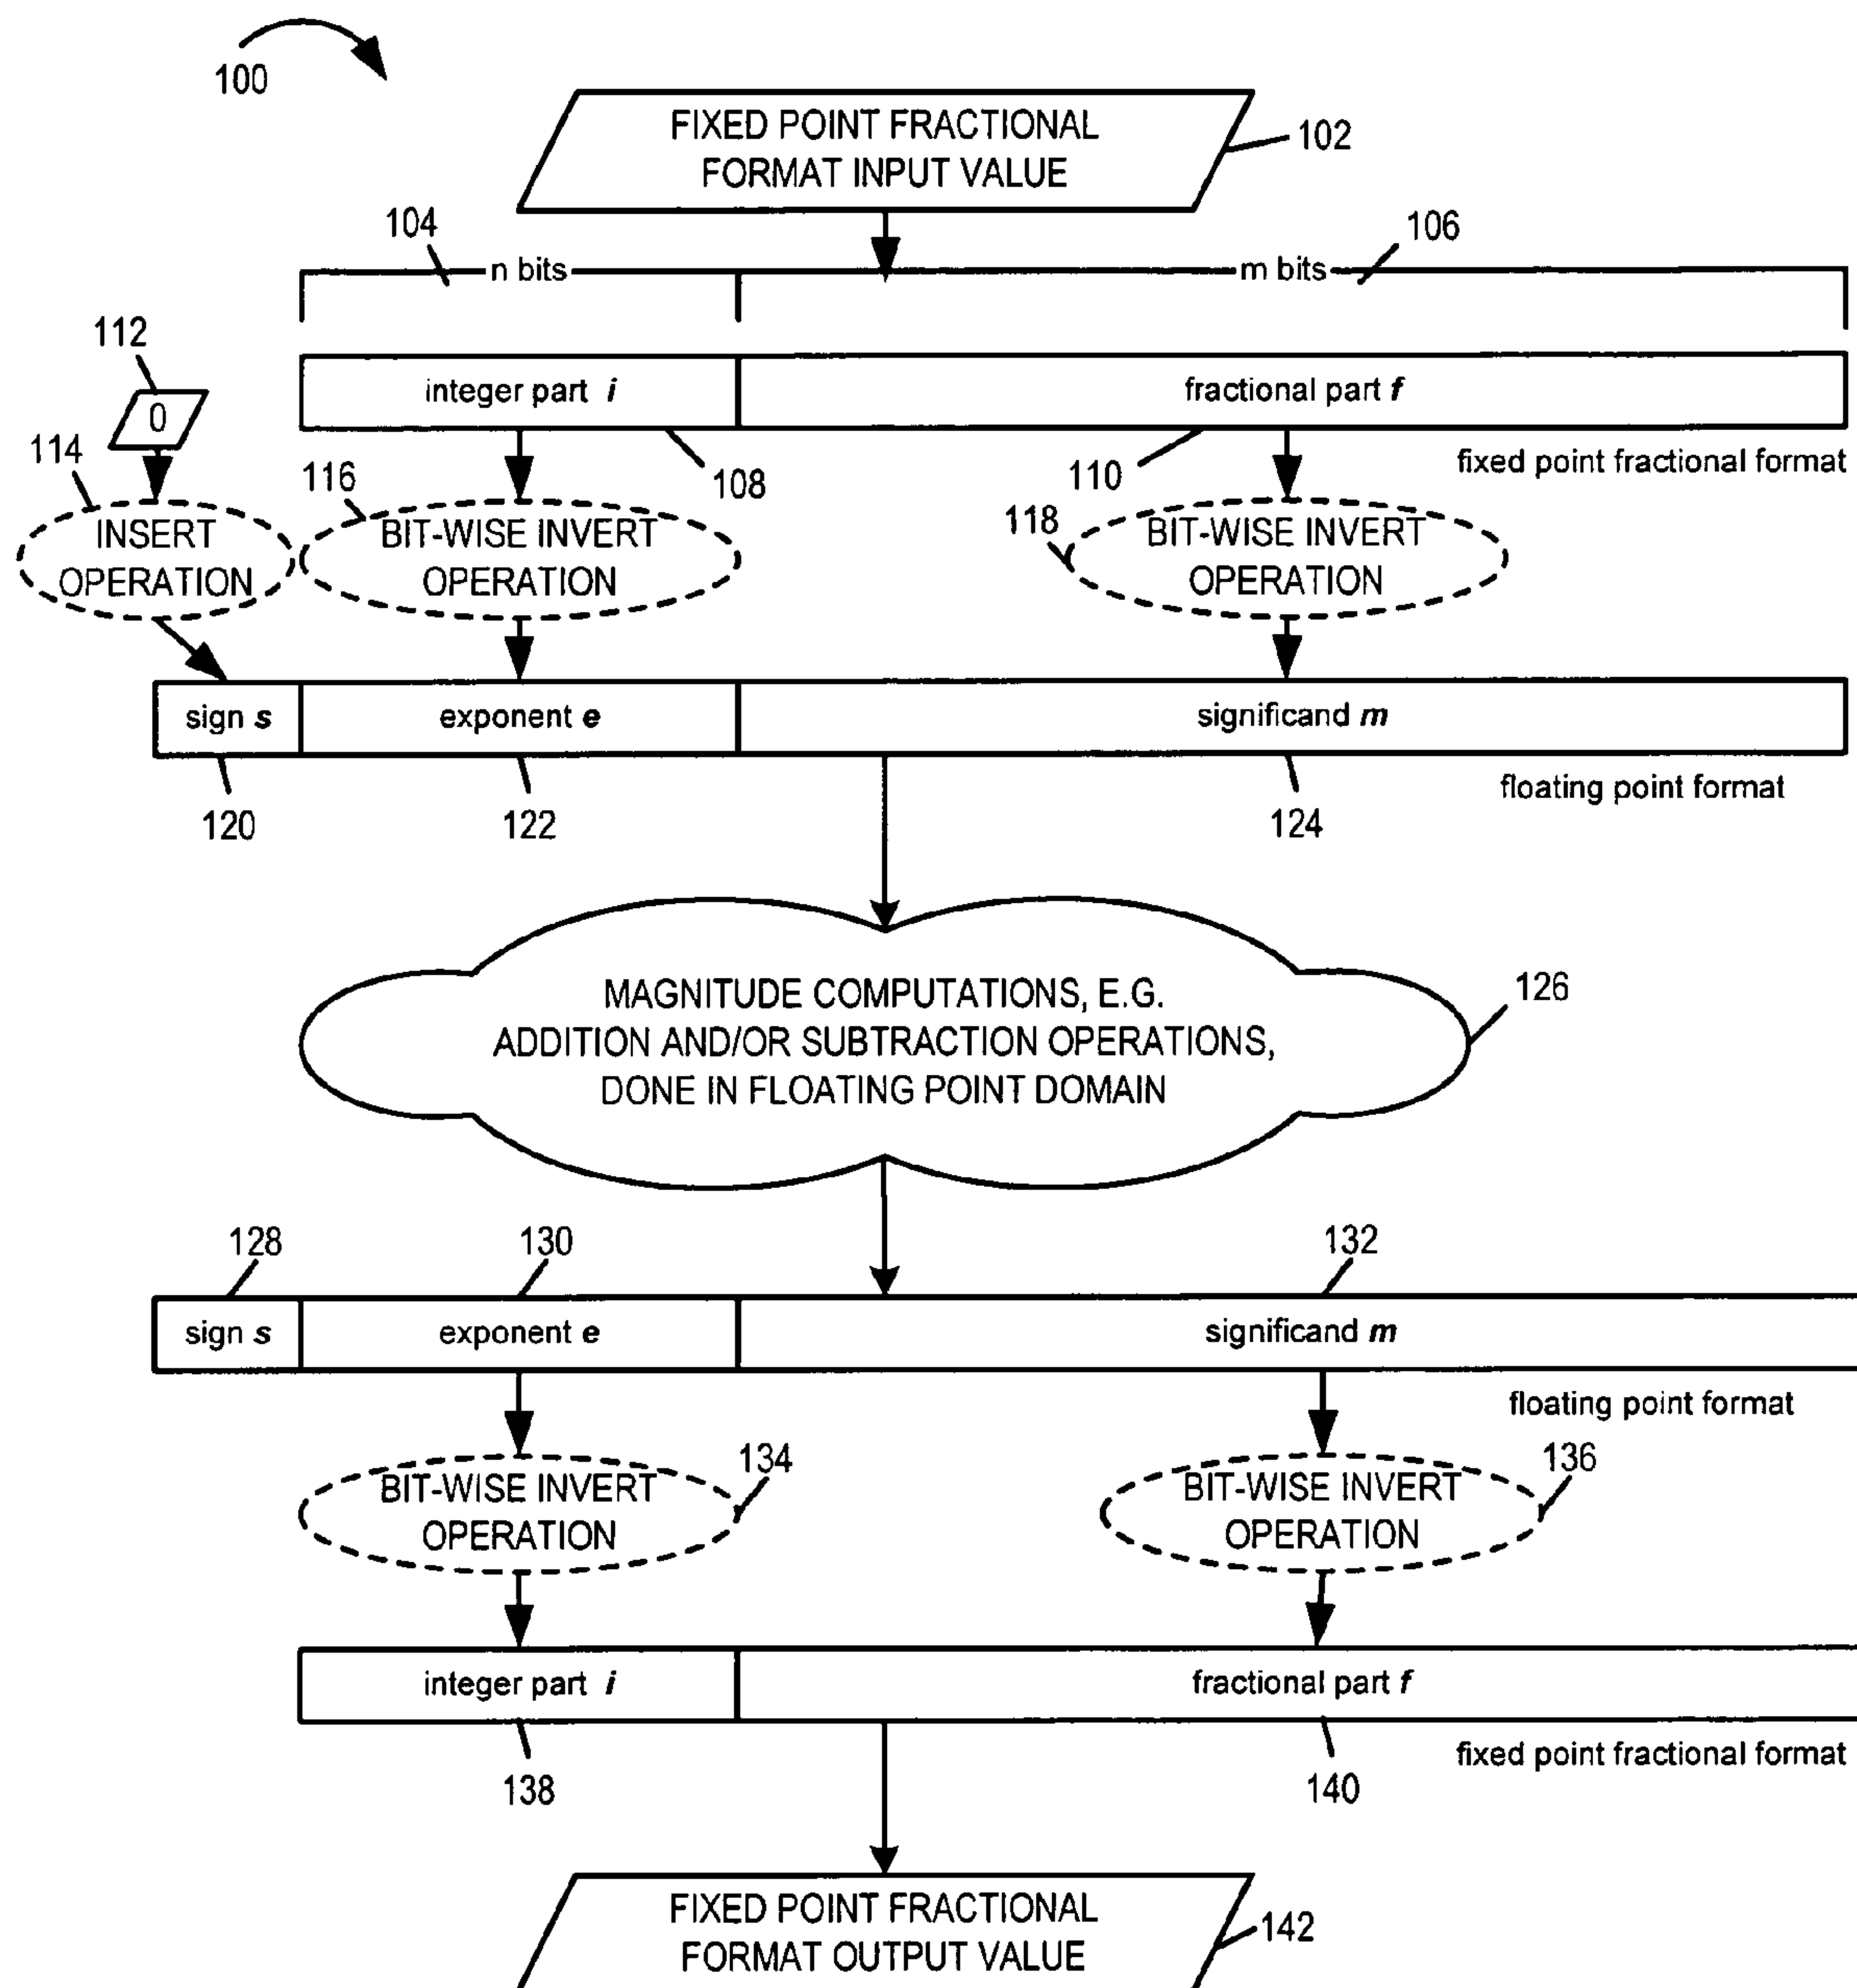 100
FIXED POINT FRACTIONAL
FORMAT INPUT VALUE
102
104
106
n bits
m bits
112
0
integer part i
fractional part f
fixed point fractional format
108
110
114
116
118
INSERT
OPERATION
BIT-WISE INVERT
OPERATION
BIT-WISE INVERT
OPERATION
sign s
exponent e
significand m
floating point format
120
122
124
MAGNITUDE COMPUTATIONS, E.G.
ADDITION AND/OR SUBTRACTION OPERATIONS,
DONE IN FLOATING POINT DOMAIN
126
128
130
132
sign s
exponent e
significand m
floating point format
BIT-WISE INVERT
OPERATION
134
BIT-WISE INVERT
OPERATION
136
integer part i
fractional part f
fixed point fractional format
138
140
FIXED POINT FRACTIONAL
FORMAT OUTPUT VALUE
142